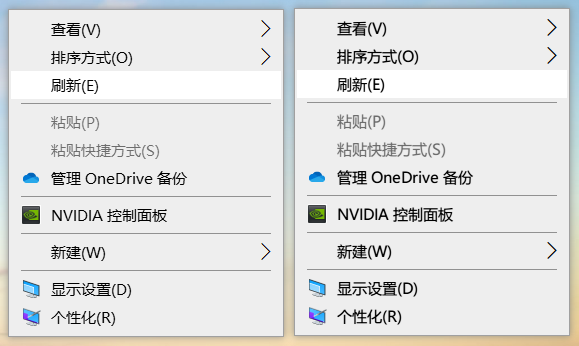 查看(V)
排序方式(O)
刷新(E)
粘贴(P)
粘贴快捷方式(S)
管理 OneDrive 备份
NVIDIA 控制面板
新建(W)
显示设置(D)
个性化(R)
查看(V)
排序方式(O)
刷新(E)
粘贴(P)
粘贴快捷方式(S)
管理 OneDrive 备份
NVIDIA 控制面板
新建(W)
显示设置(D)
个性化(R)